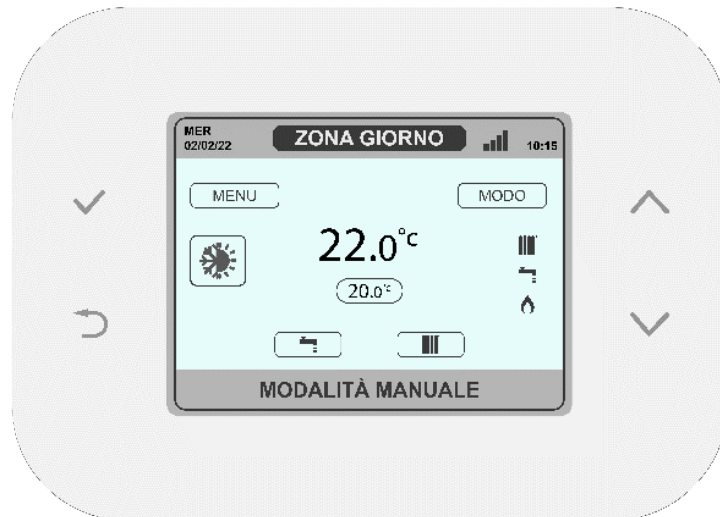 MER
02/02/22
ZONA GIORNO
10:15
MENU
MODO
22.0°C
20.0°C
MODALITÀ MANUALE